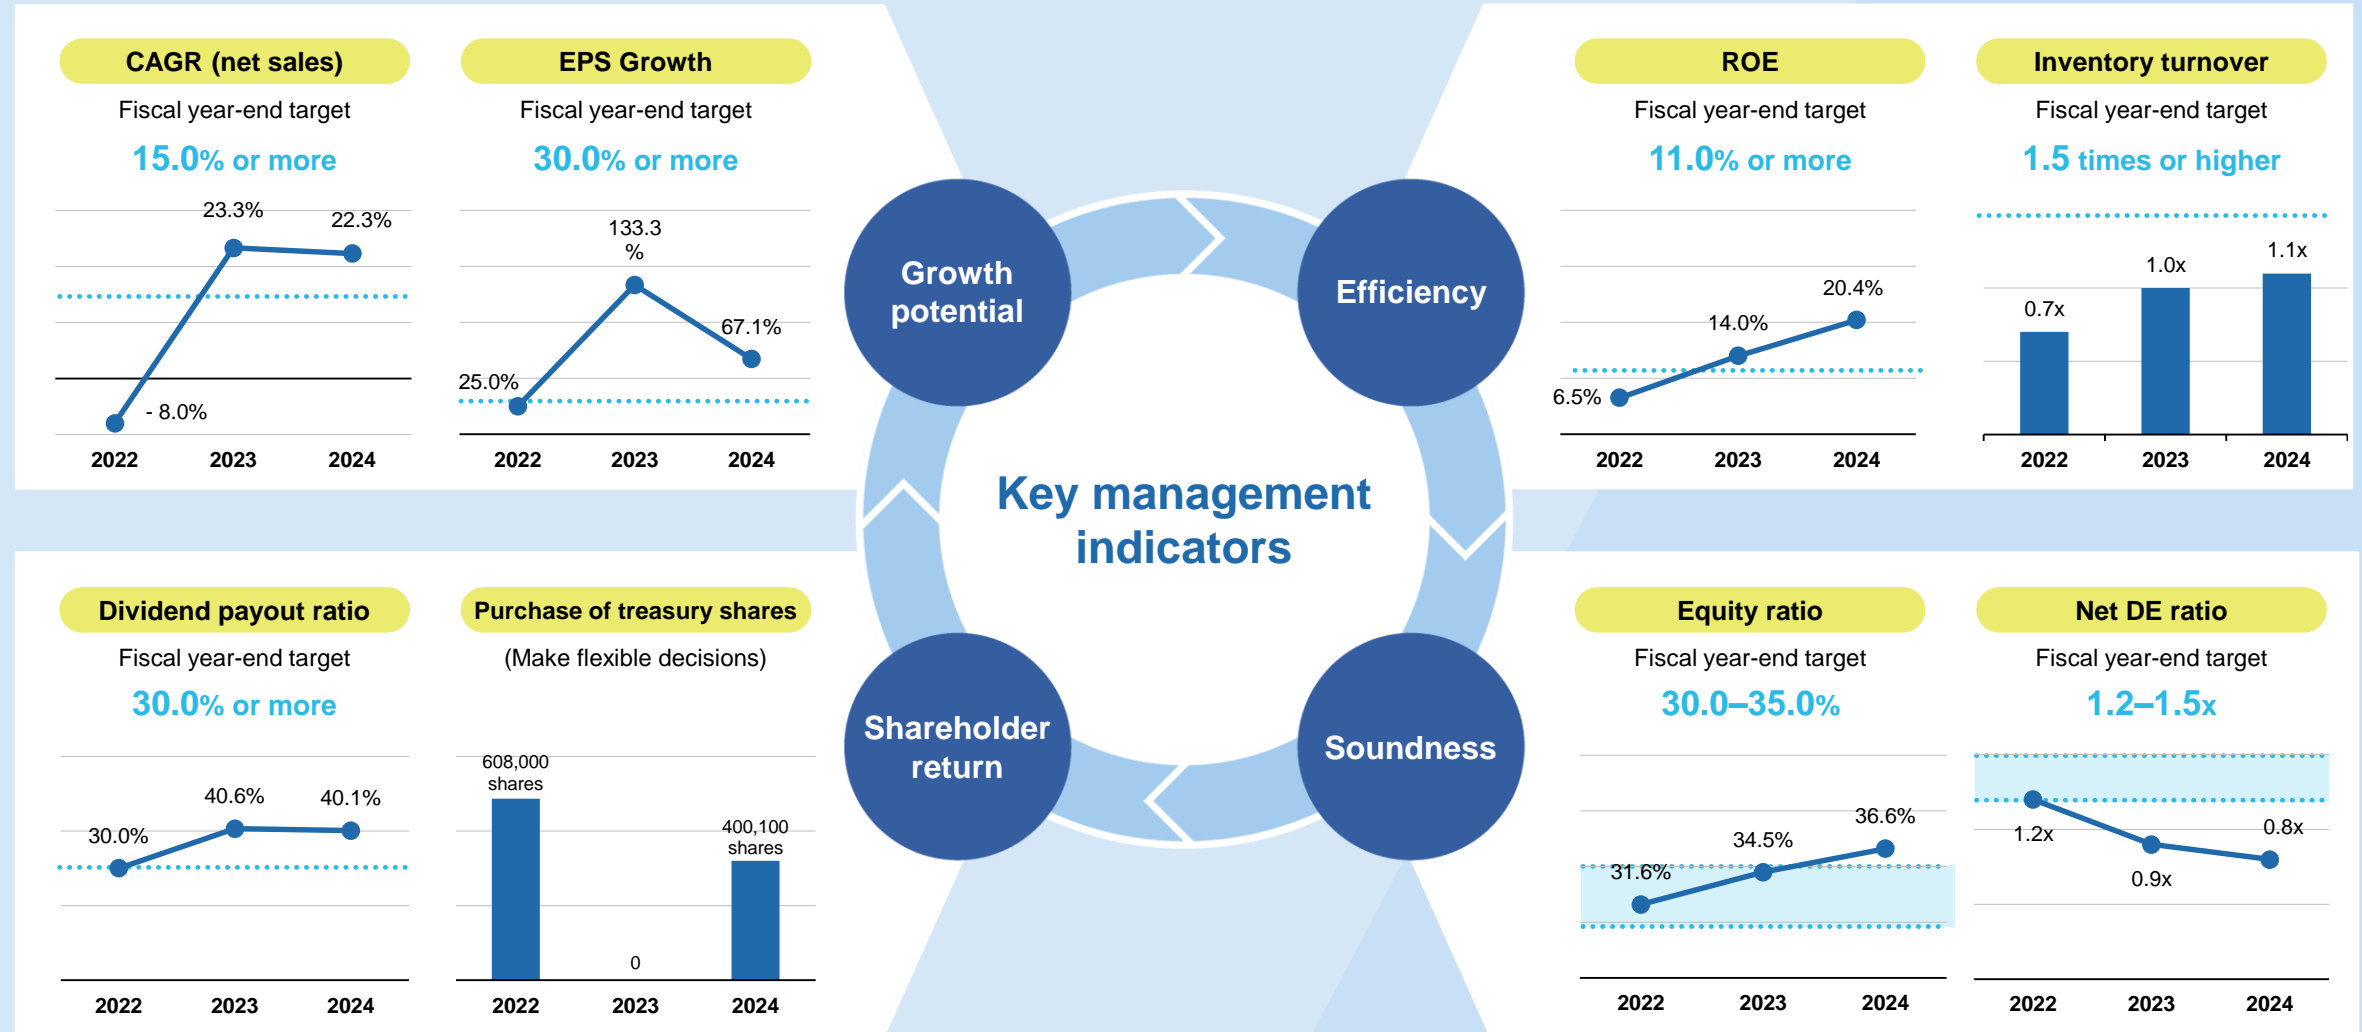 CAGR (net sales)
Fiscal year-end target
15.0% or more
23.3%
22.3%
- 8.0%
2022 2023 2024
EPS Growth
Fiscal year-end target
30.0% or more
133.3
%
67.1%
25.0%
2022 2023 2024
ROE
Fiscal year-end target
11.0% or more
20.4%
14.0%
6.5%
2022 2023 2024
Inventory turnover
Fiscal year-end target
1.5 times or higher
1.1x
1.0x
0.7x
2022 2023 2024
Growth
potential
Efficiency
Key management
indicators
Shareholder
return
Soundness
Dividend payout ratio
Fiscal year-end target
30.0% or more
40.6%
40.1%
30.0%
2022 2023 2024
Purchase of treasury shares
(Make flexible decisions)
608,000
shares
400,100
shares
0
2022 2023 2024
Equity ratio
Fiscal year-end target
30.0–35.0%
36.6%
34.5%
31.6%
2022 2023 2024
Net DE ratio
Fiscal year-end target
1.2–1.5x
0.8x
1.2x
0.9x
2022 2023 2024